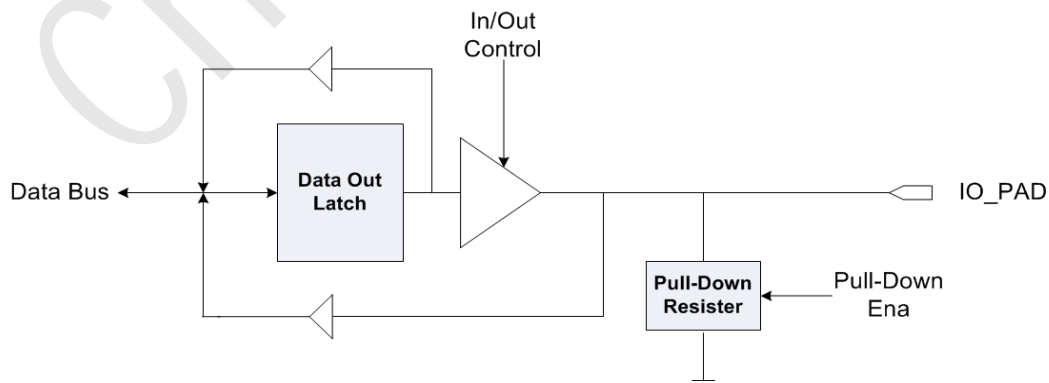 In/Out
Control
Data Bus
Data Out
Latch
IO_PAD
Pull-Down
Resister
Pull-Down
Ena